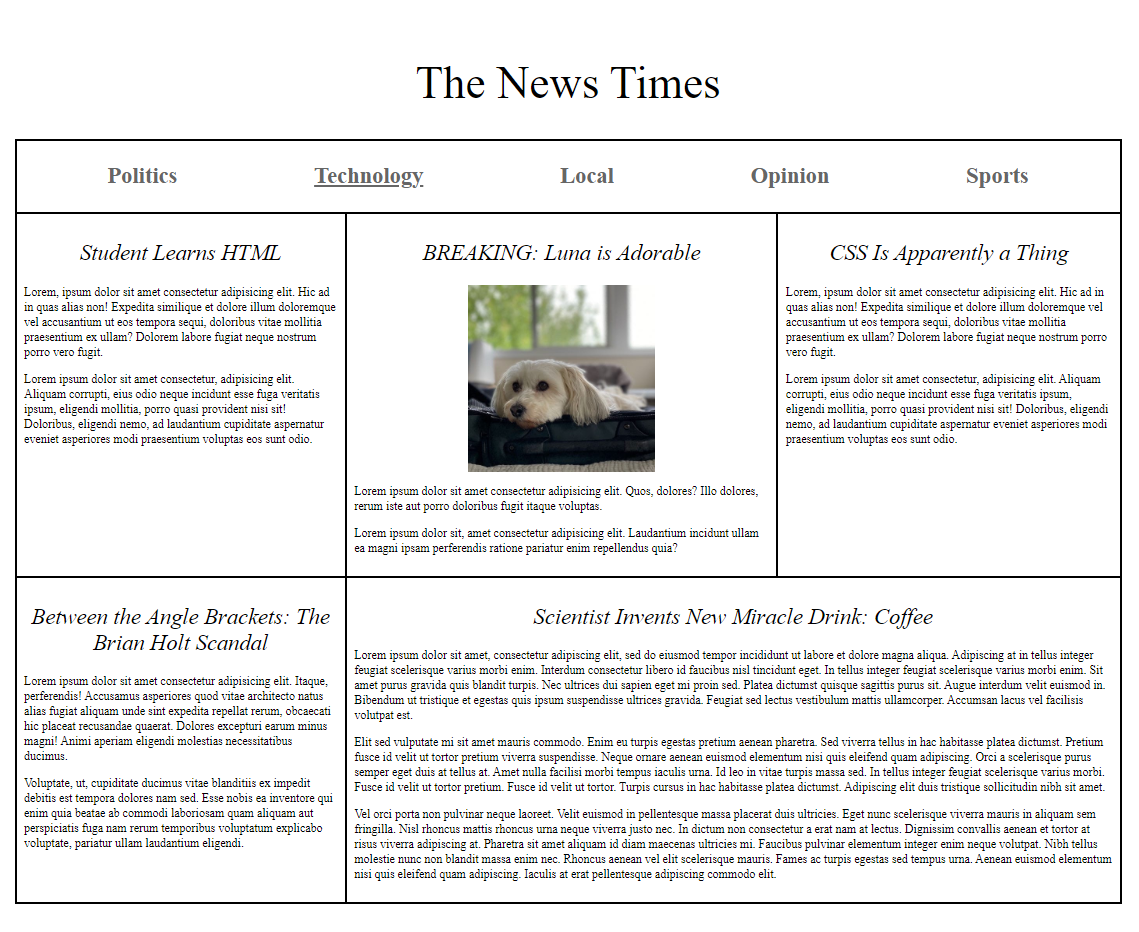 The News Times
Politics Technology Local Opinion Sports
Student Learns HTML
Lorem, ipsum dolor sit amet consectetur adipisicing elit. Hic ad
in quas alias non! Expedita similique et dolore illum doloremque
vel accusantium ut eos tempora sequi, doloribus vitae mollitia
praesentium ex ullam? Dolorem labore fugiat neque nostrum
porro vero fugit.
Lorem ipsum dolor sit amet consectetur, adipisicing elit.
Aliquam corrupti, eius odio neque incidunt esse fuga veritatis
ipsum, eligendi mollitia, porro quasi provident nisi sit!
Doloribus, eligendi nemo, ad laudantium cupiditate aspernatur
eveniet asperiores modi praesentium voluptas eos sunt odio.
BREAKING: Luna is Adorable
Lorem ipsum dolor sit amet consectetur adipisicing elit. Quos, dolores? Illo dolores,
rerum iste aut porro doloribus fugit itaque voluptas.
Lorem ipsum dolor sit, amet consectetur adipisicing elit. Laudantium incidunt ullam
ea magni ipsam perferendis ratione pariatur enim repellendus quia?
CSS Is Apparently a Thing
Lorem, ipsum dolor sit amet consectetur adipisicing elit. Hic ad
in quas alias non! Expedita similique et dolore illum doloremque
vel accusantium ut eos tempora sequi, doloribus vitae mollitia
praesentium ex ullam? Dolorem labore fugiat neque nostrum porro
vero fugit.
Lorem ipsum dolor sit amet consectetur, adipisicing elit. Aliquam
corrupti, eius odio neque incidunt esse fuga veritatis ipsum,
eligendi mollitia, porro quasi provident nisi sit! Doloribus, eligendi
nemo, ad laudantium cupiditate aspernatur eveniet asperiores modi
praesentium voluptas eos sunt odio.
Between the Angle Brackets: The
Brian Holt Scandal
Lorem ipsum dolor sit amet consectetur adipisicing elit. Itaque,
perferendis! Accusamus asperiores quod vitae architecto natus
alias fugiat aliquam unde sint expedita repellat rerum, obcaecati
hic placeat recusandae quaerat. Dolores excepturi earum minus
magni! Animi aperiam eligendi molestias necessitatibus
ducimus.
Voluptate, ut, cupiditate ducimus vitae blanditiis ex impedit
debitis est tempora dolores nam sed. Esse nobis ea inventore qui
enim quia beatae ab commodi laboriosam quam aliquam aut
perspiciatis fuga nam rerum temporibus voluptatum explicabo
voluptate, pariatur ullam laudantium eligendi.
Scientist Invents New Miracle Drink: Coffee
Lorem ipsum dolor sit amet, consectetur adipiscing elit, sed do eiusmod tempor incididunt ut labore et dolore magna aliqua. Adipiscing at in tellus integer
feugiat scelerisque varius morbi enim. Interdum consectetur libero id faucibus nisl tincidunt eget. In tellus integer feugiat scelerisque varius morbi enim. Sit
amet purus gravida quis blandit turpis. Nec ultrices dui sapien eget mi proin sed. Platea dictumst quisque sagittis purus sit. Augue interdum velit euismod in.
Bibendum ut tristique et egestas quis ipsum suspendisse ultrices gravida. Feugiat sed lectus vestibulum mattis ullamcorper. Accumsan lacus vel facilisis
volutpat est.
Elit sed vulputate mi sit amet mauris commodo. Enim eu turpis egestas pretium aenean pharetra. Sed viverra tellus in hac habitasse platea dictumst. Pretium
fusce id velit ut tortor pretium viverra suspendisse. Neque ornare aenean euismod elementum nisi quis eleifend quam adipiscing. Orci a scelerisque purus
semper eget duis at tellus at. Amet nulla facilisi morbi tempus iaculis urna. Id leo in vitae turpis massa sed. In tellus integer feugiat scelerisque varius morbi.
Fusce id velit ut tortor pretium. Fusce id velit ut tortor. Turpis cursus in hac habitasse platea dictumst. Adipiscing elit duis tristique sollicitudin nibh sit amet.
Vel orci porta non pulvinar neque laoreet. Velit euismod in pellentesque massa placerat duis ultricies. Eget nunc scelerisque viverra mauris in aliquam sem
fringilla. Nisl rhoncus mattis rhoncus urna neque viverra justo nec. In dictum non consectetur a erat nam at lectus. Dignissim convallis aenean et tortor at
risus viverra adipiscing at. Pharetra sit amet aliquam id diam maecenas ultricies mi. Faucibus pulvinar elementum integer enim neque volutpat. Nibh tellus
molestie nunc non blandit massa enim nec. Rhoncus aenean vel elit scelerisque mauris. Fames ac turpis egestas sed tempus urna. Aenean euismod elementum
nisi quis eleifend quam adipiscing. Iaculis at erat pellentesque adipiscing commodo elit.